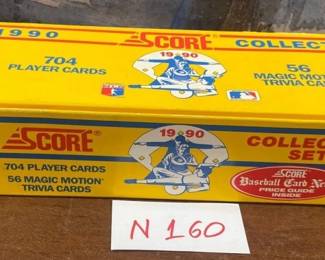 1990
SCORE
COLLECT
704
PLAYER CARDS
1990
56
MAGIC MOTION
TRIVIA CARDS
SCORE
704 PLAYER CARDS
56 MAGIC MOTION
TRIVIA CARDS
1990
COLLEC
SET
SCORE
Baseball Card Ne
PRICE GUIDE
INSIDE
N 160